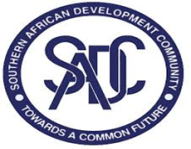 SOUTHERN AFRICAN DEVELOPMENT COMMUNITY
SADC
TOWARDS A COMMON FUTURE